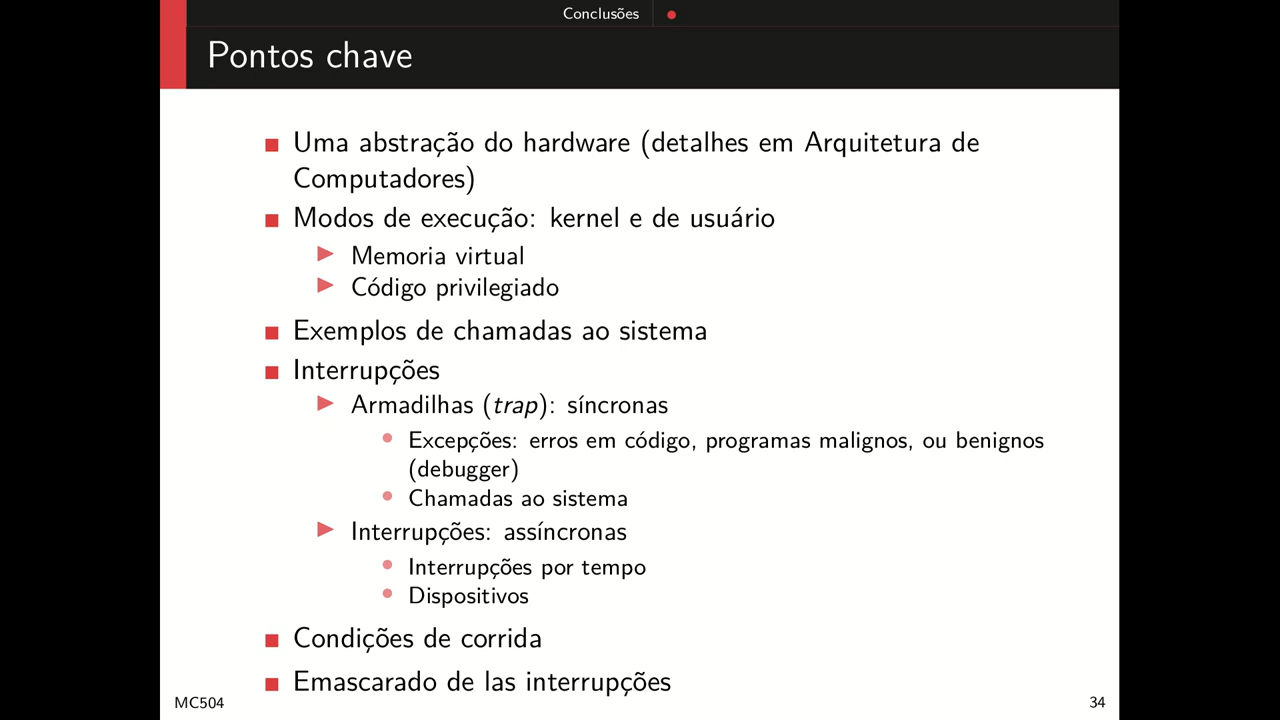 Conclusões
Pontos chave
Uma abstração do hardware (detalhes em Arquitetura de
Computadores)
Modos de execução: kernel e de usuário
Memoria virtual
Código privilegiado
Exemplos de chamadas ao sistema
Interrupções
Armadilhas (trap): síncronas
Excepções: erros em código, programas malignos, ou benignos
(debugger)
Chamadas ao sistema
Interrupções: assíncronas
Interrupções por tempo
Dispositivos
Condições de corrida
Emascarado de las interrupções
MC504
34